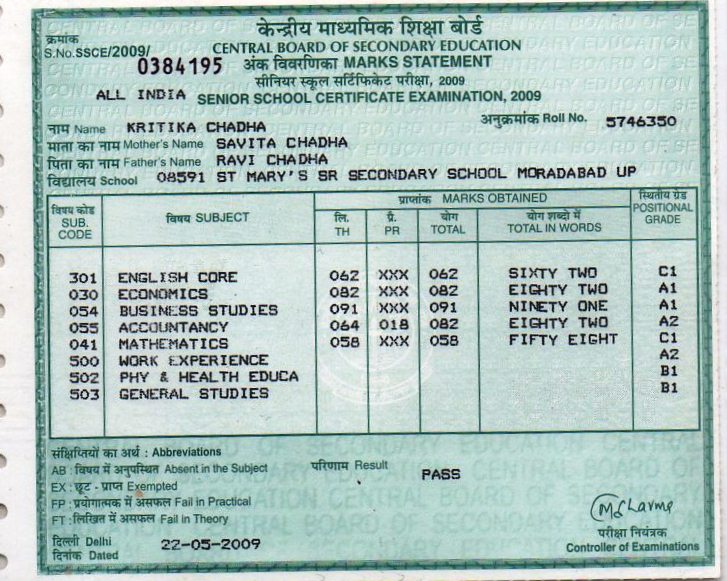 केन्द्रीय माध्यमिक शिक्षा बोर्ड
क्रमांक
S.No.SSCE/2009/ 0384195
CENTRAL BOARD OF SECONDARY EDUCATION
अंक विवरणिका MARKS STATEMENT
सीनियर स्कूल सर्टिफिकेट परीक्षा, 2009
ALL INDIA SENIOR SCHOOL CERTIFICATE EXAMINATION, 2009
अनुक्रमांक Roll No. 5746350
नाम Name KRITIKA CHADHA
माता का नाम Mother's Name SAVITA CHADHA
पिता का नाम Father's Name RAVI CHADHA
विद्यालय School 08591 ST MARY'S SR SECONDARY SCHOOL MORADABAD UP
विषय कोड SUB. CODE विषय SUBJECT प्राप्तांक MARKS OBTAINED स्थितीय ग्रेड POSITIONAL GRADE
लि. TH प्रै. PR योग TOTAL योग शब्दों में TOTAL IN WORDS
301 ENGLISH CORE 062 XXX 062 SIXTY TWO C1
030 ECONOMICS 082 XXX 082 EIGHTY TWO A1
054 BUSINESS STUDIES 091 XXX 091 NINETY ONE A1
055 ACCOUNTANCY 064 018 082 EIGHTY TWO A2
041 MATHEMATICS 058 XXX 058 FIFTY EIGHT C1
500 WORK EXPERIENCE A2
502 PHY & HEALTH EDUCA B1
503 GENERAL STUDIES B1
संक्षिप्तियों का अर्थ : Abbreviations
AB : विषय में अनुपस्थित Absent in the Subject
परिणाम Result PASS
EX : छूट - प्राप्त Exempted
FP : प्रयोगात्मक में असफल Fail in Practical
FT : लिखित में असफल Fail in Theory
दिल्ली Delhi
दिनांक Dated 22-05-2009
परीक्षा नियंत्रक
Controller of Examinations